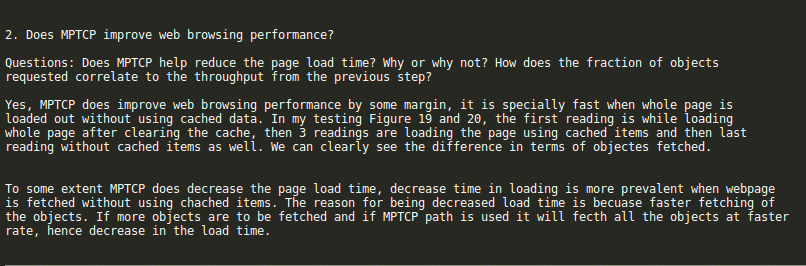 2. Does MPTCP improve web browsing performance?
Questions: Does MPTCP help reduce the page load time? Why or why not? How does the fraction of objects
requested correlate to the throughput from the previous step?
Yes, MPTCP does improve web browsing performance by some margin, it is specially fast when whole page is
loaded out without using cached data. In my testing Figure 19 and 20, the first reading is while loading
whole page after clearing the cache, then 3 readings are loading the page using cached items and then last
reading without cached items as well. We can clearly see the difference in terms of objectes fetched.
To some extent MPTCP does decrease the page load time, decrease time in loading is more prevalent when webpage
is fetched without using chached items. The reason for being decreased load time is becuase faster fetching of
the objects. If more objects are to be fetched and if MPTCP path is used it will fecth all the objects at faster
rate, hence decrease in the load time.